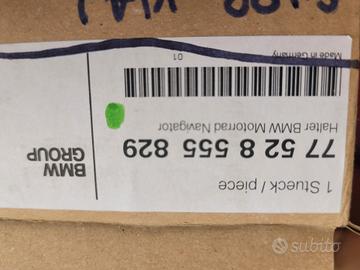 1 Stueck / piece
77 52 8 555 829
Halter BMW Motorrad Navigator
BMW
GROUP
01
Made in Germany
subito